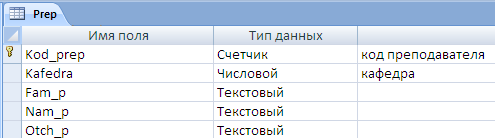 Prep
Имя поля Тип данных
Kod_prep Счетчик код преподавателя
Kafedra Числовой кафедра
Fam_p Текстовый
Nam_p Текстовый
Otch_p Текстовый